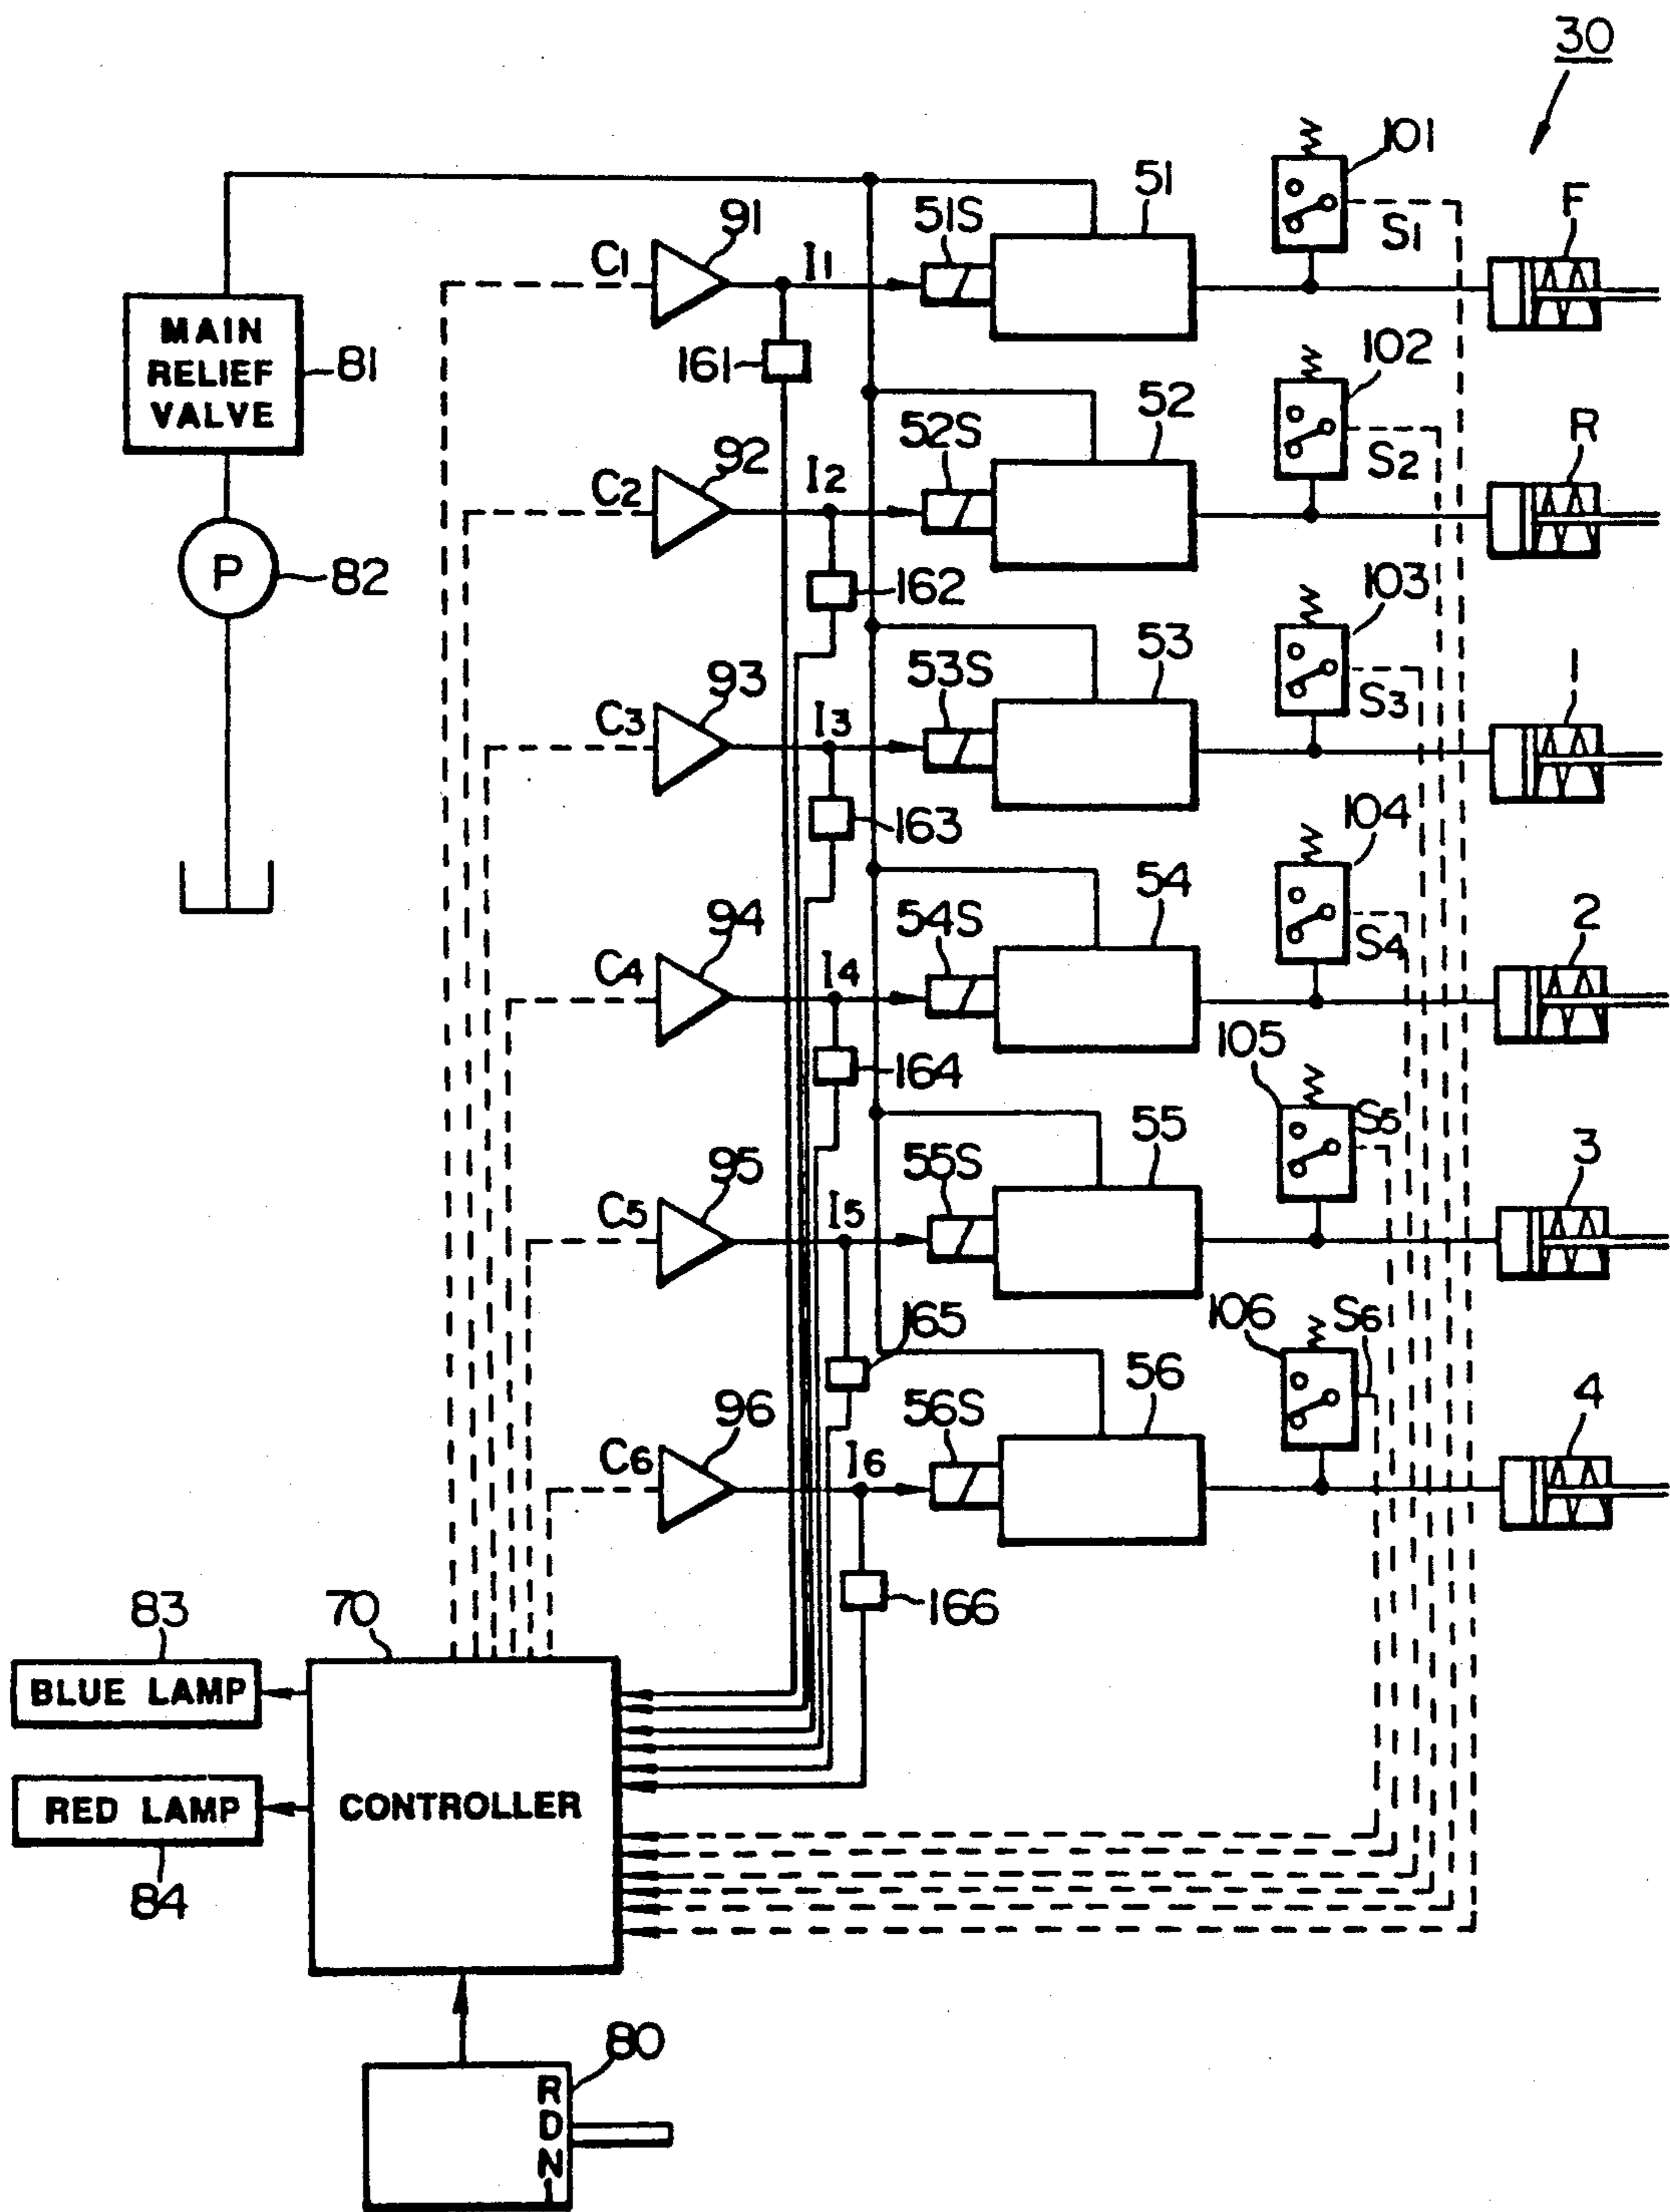 30
101
51
F
91
51S
C1
I1
S1
MAIN
RELIEF
VALVE
81
161
102
52
R
92
52S
C2
I2
S2
P
82
162
103
53
1
93
53S
C3
I3
S3
163
104
54
2
94
54S
C4
I4
S4
164
105
55
3
95
55S
C5
I5
S5
165
106
S6
56
4
96
56S
C6
I6
166
83
70
BLUE LAMP
RED LAMP
CONTROLLER
84
80
R
D
N
1